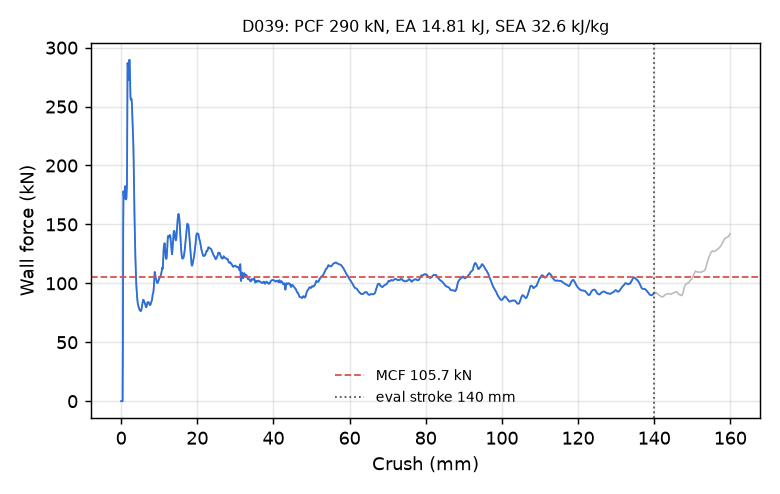 D039: PCF 290 kN, EA 14.81 kJ, SEA 32.6 kJ/kg
Wall force (kN)
300
250
200
150
100
50
0
MCF 105.7 kN
eval stroke 140 mm
0 20 40 60 80 100 120 140 160
Crush (mm)